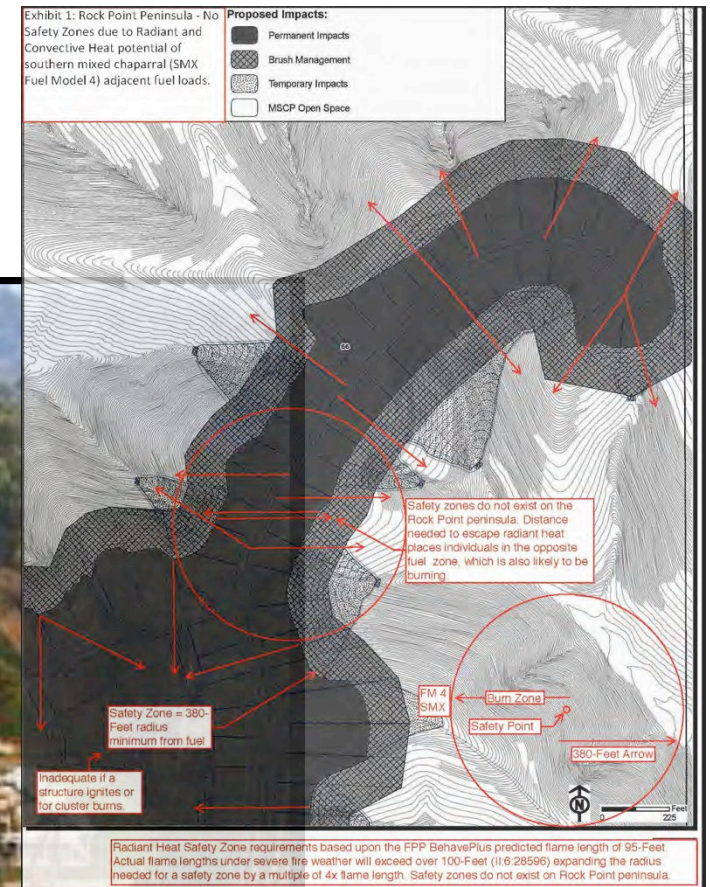 Exhibit 1: Rock Point Peninsula - No
Safety Zones due to Radiant and
Convective Heat potential of
southern mixed chaparral (SMX
Fuel Model 4) adjacent fuel loads.
Proposed Impacts:
Permanent Impacts
Brush Management
Temporary Impacts
MSCP Open Space
66
Safety zones do not exist on the
Rock Point peninsula. Distance
needed to escape radiant heat
places individuals in the opposite
fuel zone, which is also likely to be
burning.
FM 4
SMX
Burn Zone
Safety Point
380-Feet Arrow
Safety Zone = 380-
Feet radius
minimum from fuel
Inadequate if a
structure ignites or
for cluster burns.
N
Feet
0 225
Radiant Heat Safety Zone requirements based upon the FPP BehavePlus predicted flame length of 95-Feet.
Actual flame lengths under severe fire weather will exceed over 100-Feet (II:6:28596) expanding the radius
needed for a safety zone by a multiple of 4x flame length. Safety zones do not exist on Rock Point peninsula.